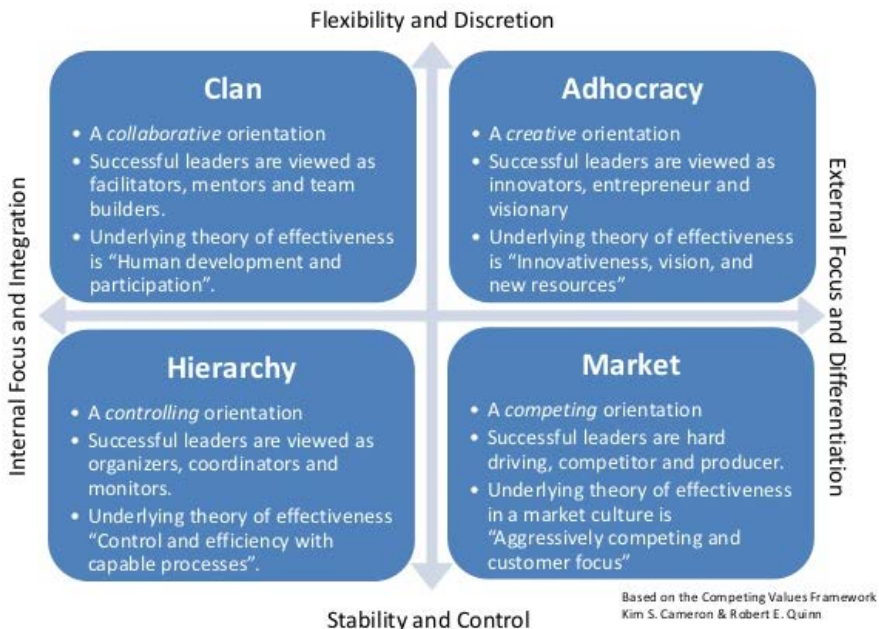 Flexibility and Discretion
Internal Focus and Integration
Clan
• A collaborative orientation
• Successful leaders are viewed as
facilitators, mentors and team
builders.
• Underlying theory of effectiveness
is “Human development and
participation”.
Adhocracy
• A creative orientation
• Successful leaders are viewed as
innovators, entrepreneur and
visionary
• Underlying theory of effectiveness
is “Innovativeness, vision, and
new resources”
External Focus and Differentiation
Hierarchy
• A controlling orientation
• Successful leaders are viewed as
organizers, coordinators and
monitors.
• Underlying theory of effectiveness
“Control and efficiency with
capable processes”.
Market
• A competing orientation
• Successful leaders are hard
driving, competitor and producer.
• Underlying theory of effectiveness
in a market culture is
“Aggressively competing and
customer focus”
Stability and Control
Based on the Competing Values Framework
Kim S. Cameron & Robert E. Quinn